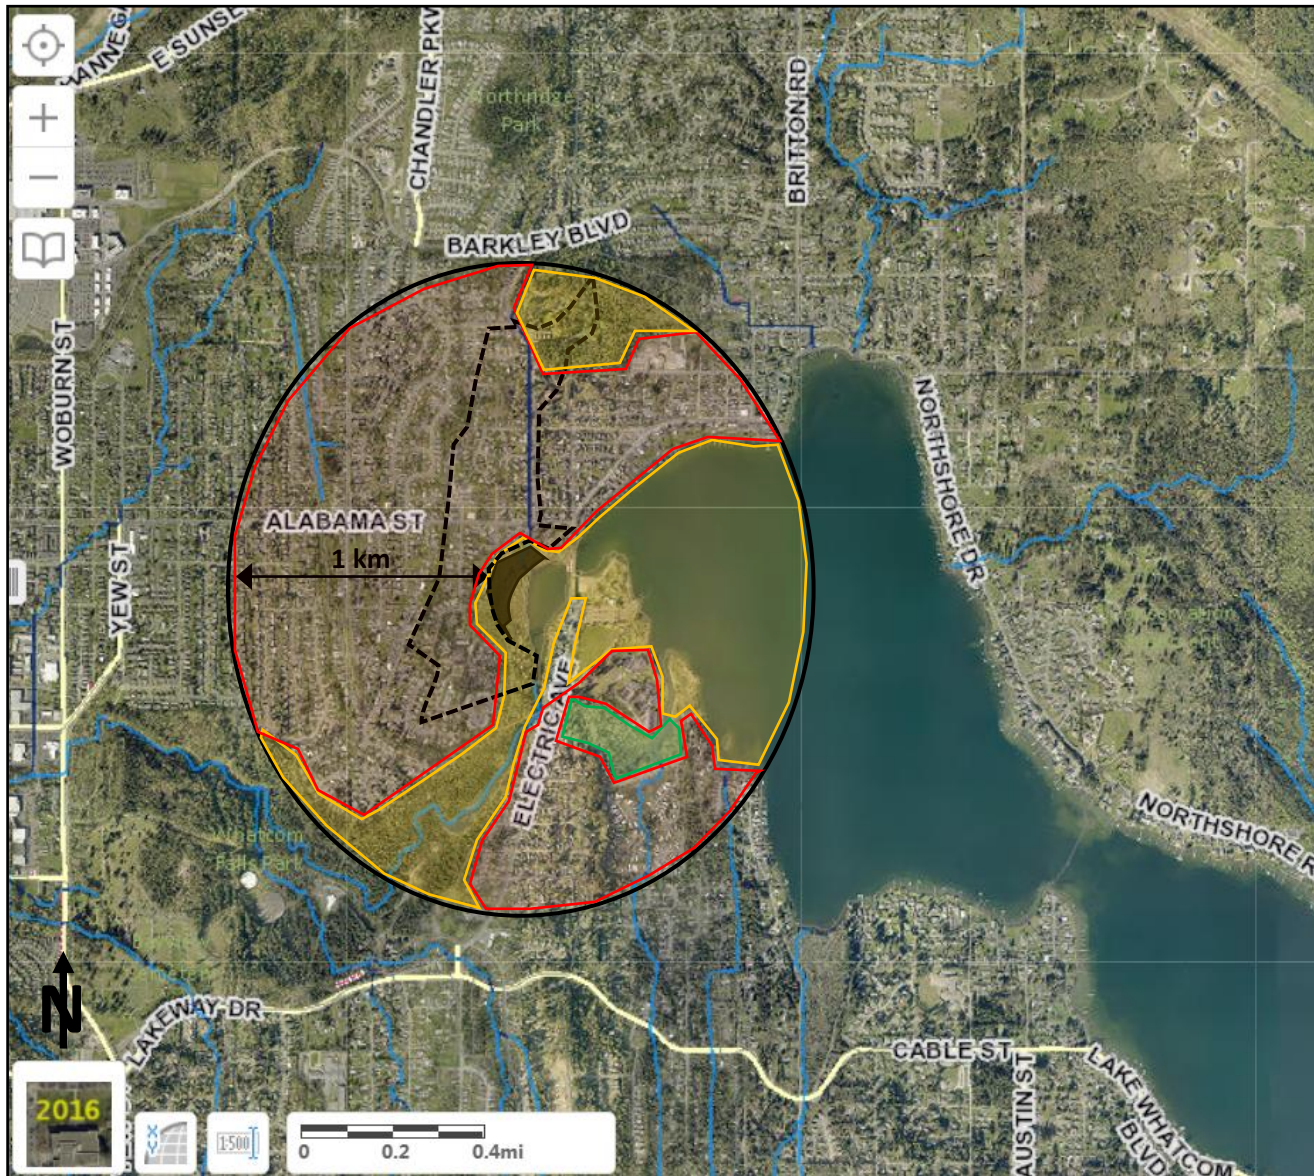 HANNEGA
E SUNSE
CHANDLER PKW
BRITTON RD
Northridge
Park
BARKLEY BLVD
WOBURN ST
NORTHSHORE DR
ALABAMA ST
1 km
YEW ST
ELECTRIC AVE
NORTHSHORE R
Whatcom
Falls Park
N
LAKEWAY DR
CABLE ST
AUSTIN ST
LAKE WHATCOM
BLVD
2016
X
Y
1:500
0
0.2
0.4mi